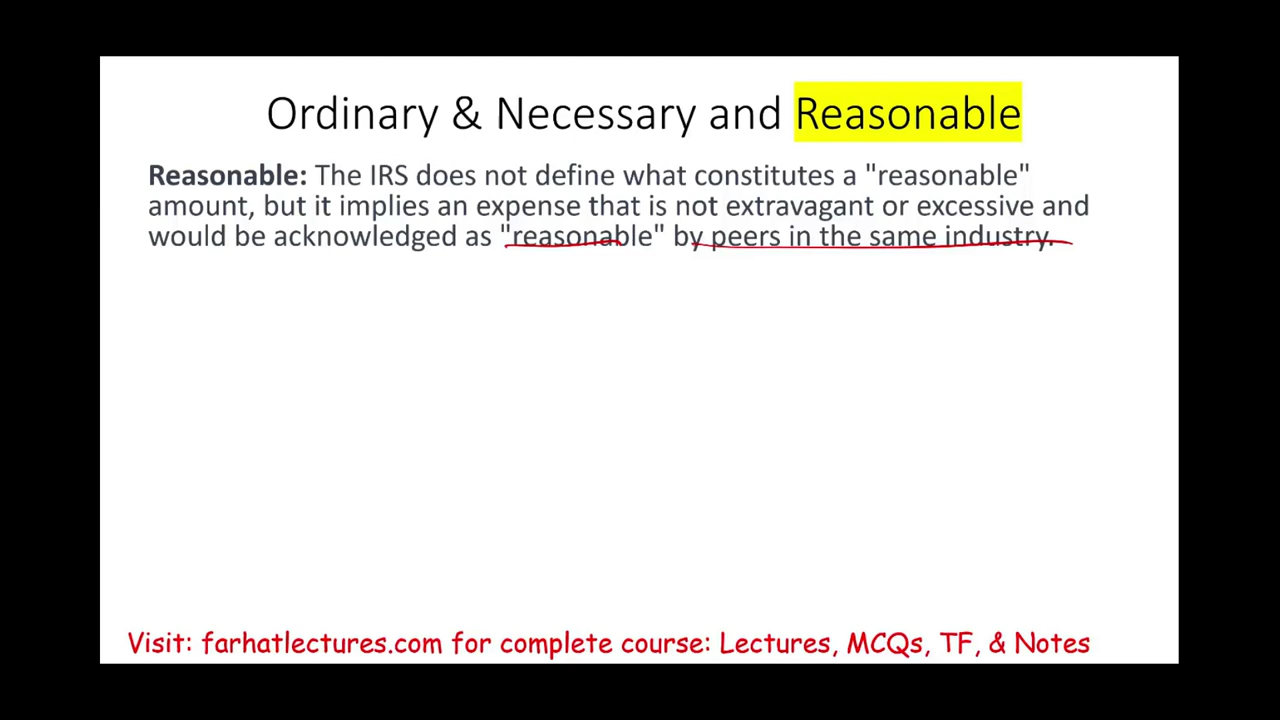 Ordinary & Necessary and Reasonable
Reasonable: The IRS does not define what constitutes a "reasonable"
amount, but it implies an expense that is not extravagant or excessive and
would be acknowledged as "reasonable" by peers in the same industry.
Visit: farhatlectures.com for complete course: Lectures, MCQs, TF, & Notes